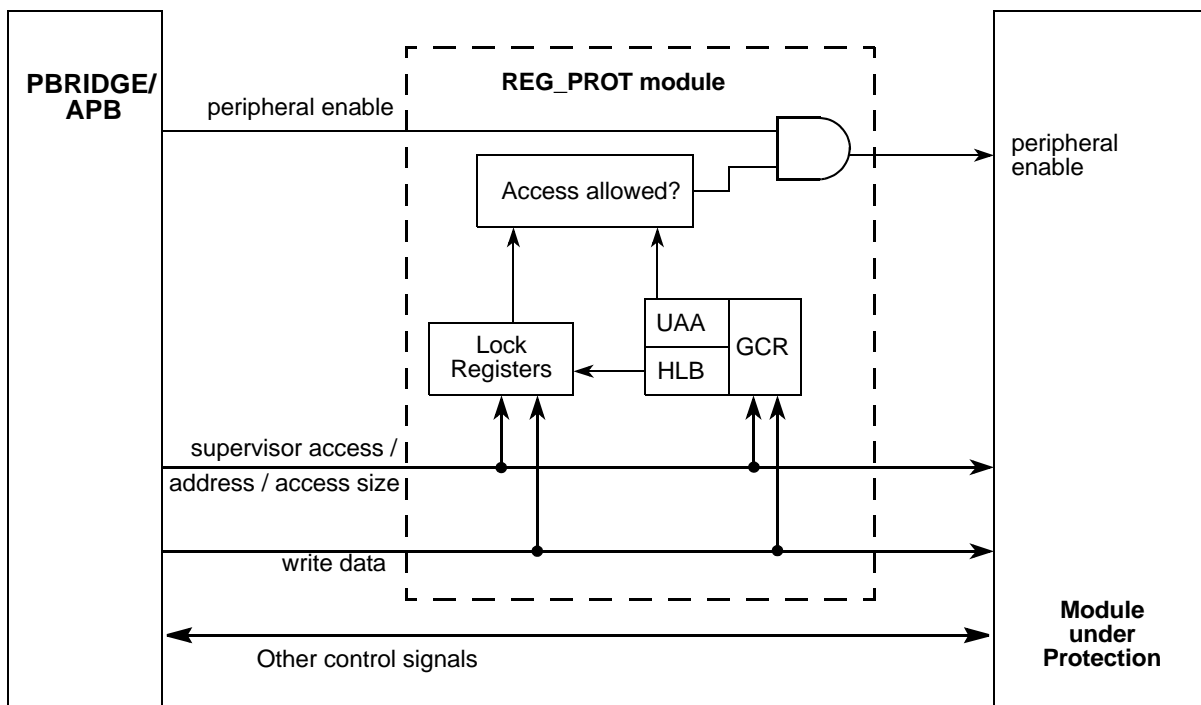 PBRIDGE/
APB
REG_PROT module
peripheral enable
peripheral
enable
Access allowed?
UAA
HLB
GCR
Lock
Registers
supervisor access /
address / access size
write data
Other control signals
Module
under
Protection